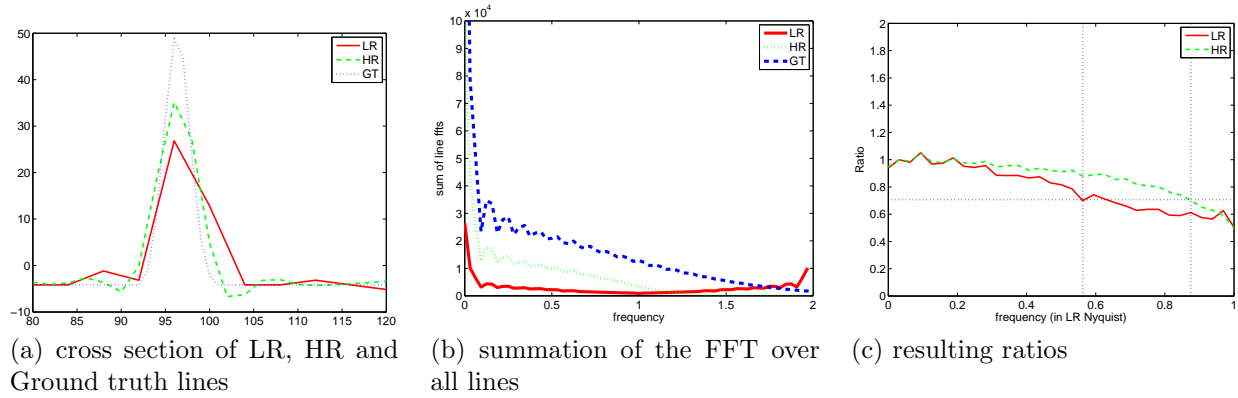 50
40
30
20
10
0
−10
80 85 90 95 100 105 110 115 120
LR
HR
GT
x 10⁴
10
9
8
7
6
5
4
3
2
1
0
0 0.5 1 1.5 2
frequency
sum of line ffts
LR
HR
GT
2
1.8
1.6
1.4
1.2
1
0.8
0.6
0.4
0.2
0
0 0.2 0.4 0.6 0.8 1
frequency (in LR Nyquist)
Ratio
LR
HR
(a) cross section of LR, HR and
Ground truth lines
(b) summation of the FFT over
all lines
(c) resulting ratios